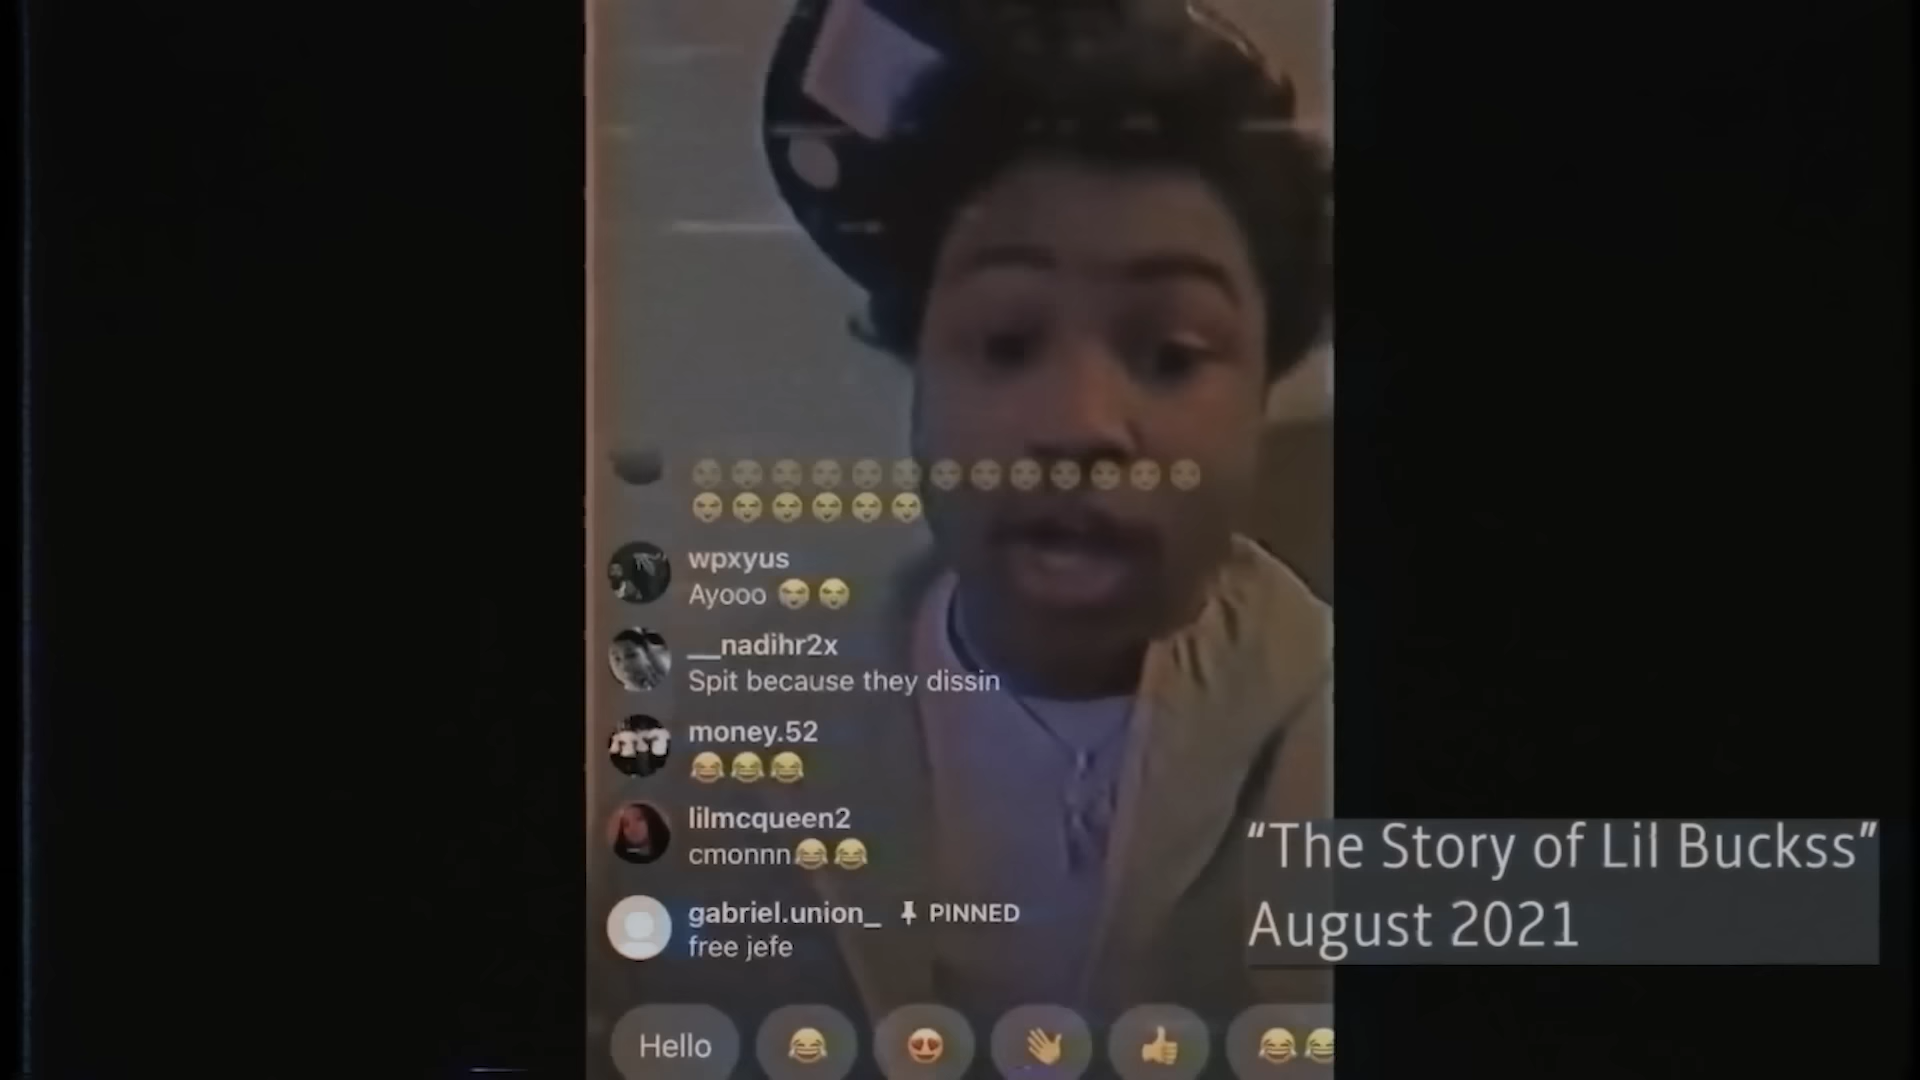 😭😭😭😭😭😭😭😭😭😭😭😭😭
😭😭😭😭😭😭
wpxyus
Ayooo 😭😭
__nadihr2x
Spit because they dissin
money.52
😂😂😂
lilmcqueen2
cmonnn😂😂
gabriel.union_ PINNED
free jefe
“The Story of Lil Buckss”
August 2021
Hello 😂 😍 👋 👍 😂😂